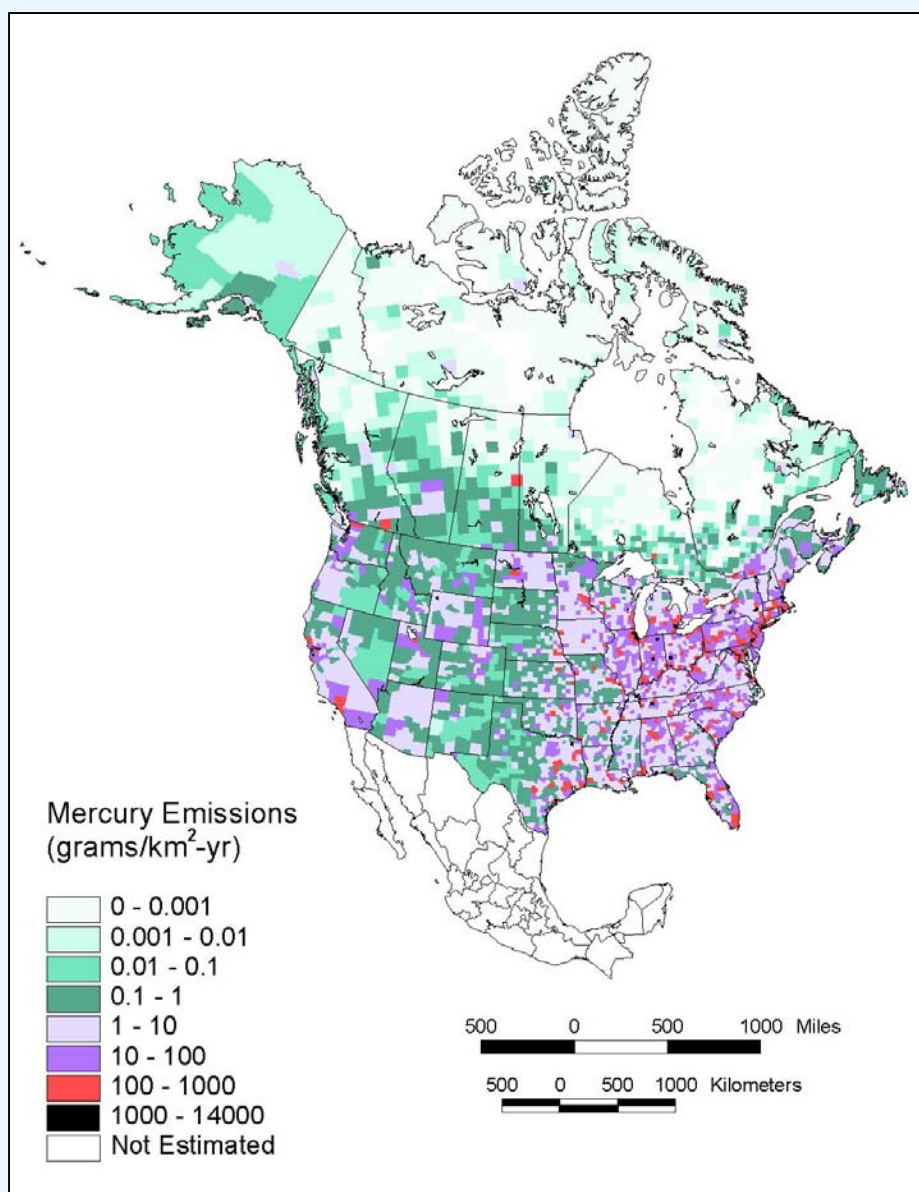 Mercury Emissions
(grams/km²-yr)
0 - 0.001
0.001 - 0.01
0.01 - 0.1
0.1 - 1
1 - 10
10 - 100
100 - 1000
1000 - 14000
Not Estimated
500 0 500 1000 Miles
500 0 500 1000 Kilometers